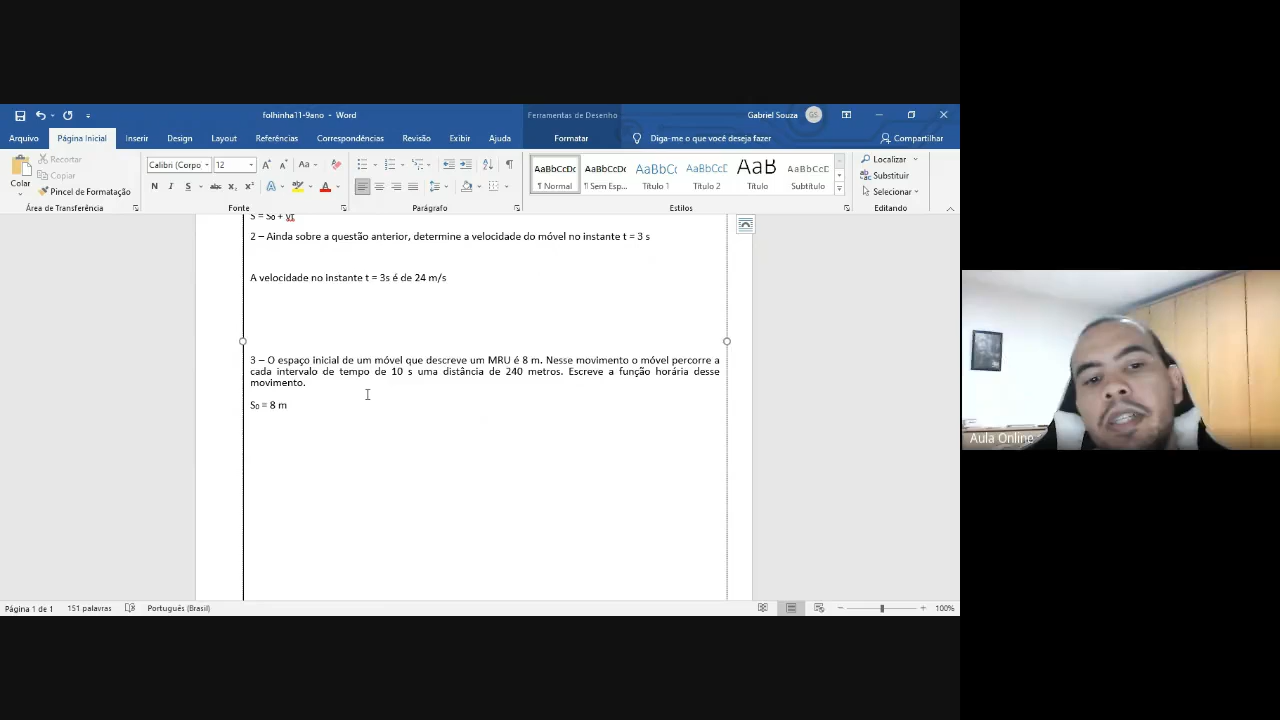 folhinha11-9ano - Word
Ferramentas de Desenho
Gabriel Souza
GS
Arquivo
Página Inicial
Inserir
Design
Layout
Referências
Correspondências
Revisão
Exibir
Ajuda
Formatar
Diga-me o que você deseja fazer
Compartilhar
Colar
Recortar
Copiar
Pincel de Formatação
Calibri (Corpo
12
Área de Transferência
Fonte
Parágrafo
Estilos
Editando
AaBbCcDc
¶ Normal
AaBbCcDc
¶ Sem Esp...
AaBbCc
Título 1
AaBbCcC
Título 2
AaB
Título
AaBbCcD
Subtítulo
Localizar
Substituir
Selecionar
S = S₀ + VT
2 – Ainda sobre a questão anterior, determine a velocidade do móvel no instante t = 3 s
A velocidade no instante t = 3s é de 24 m/s
3 – O espaço inicial de um móvel que descreve um MRU é 8 m. Nesse movimento o móvel percorre a
cada intervalo de tempo de 10 s uma distância de 240 metros. Escreve a função horária desse
movimento.
S₀ = 8 m
Aula Online
Página 1 de 1
151 palavras
Português (Brasil)
100%